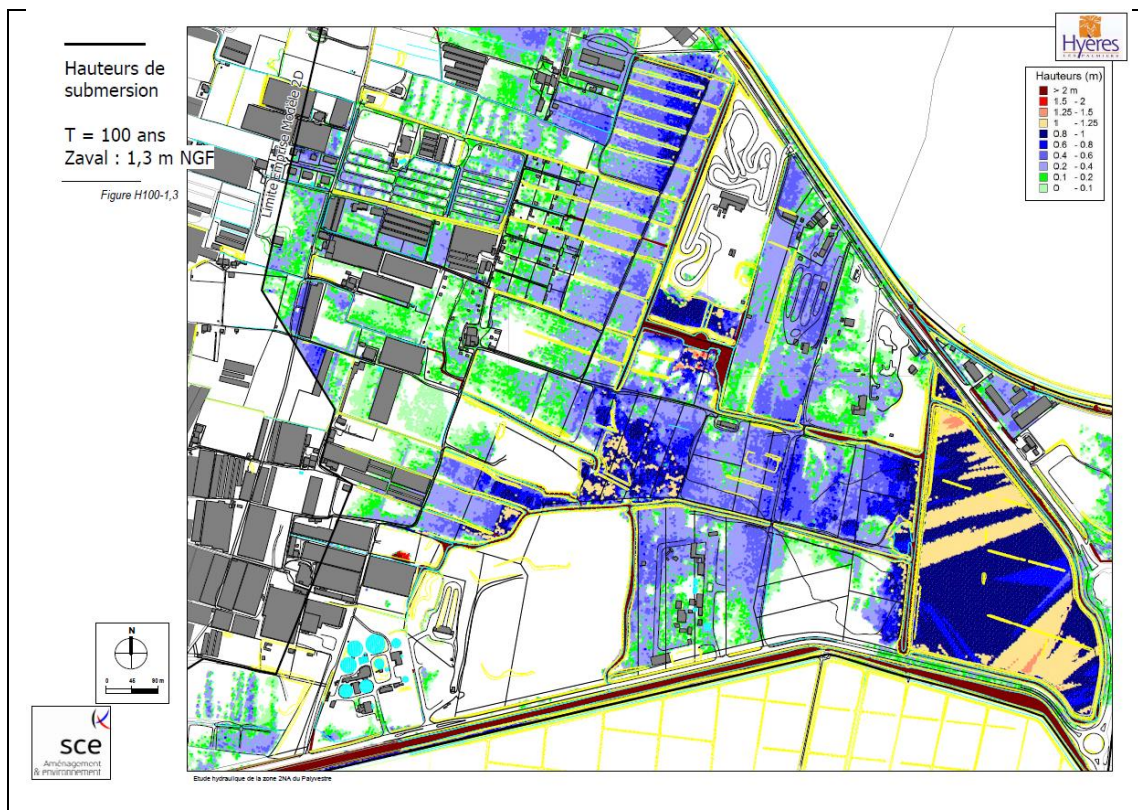 Hauteurs de
submersion
T = 100 ans
Zaval : 1,3 m NGF
Figure H100-1,3
Limite Emprise Modèle 2D
Hyères
LES PALMIERS
Hauteurs (m)
> 2 m
1.5 - 2
1.25 - 1.5
1 - 1.25
0.8 - 1
0.6 - 0.8
0.4 - 0.6
0.2 - 0.4
0.1 - 0.2
0 - 0.1
N
0 45 90 m
sce
Aménagement
& environnement
Etude hydraulique de la zone 2NA du Palyvestre